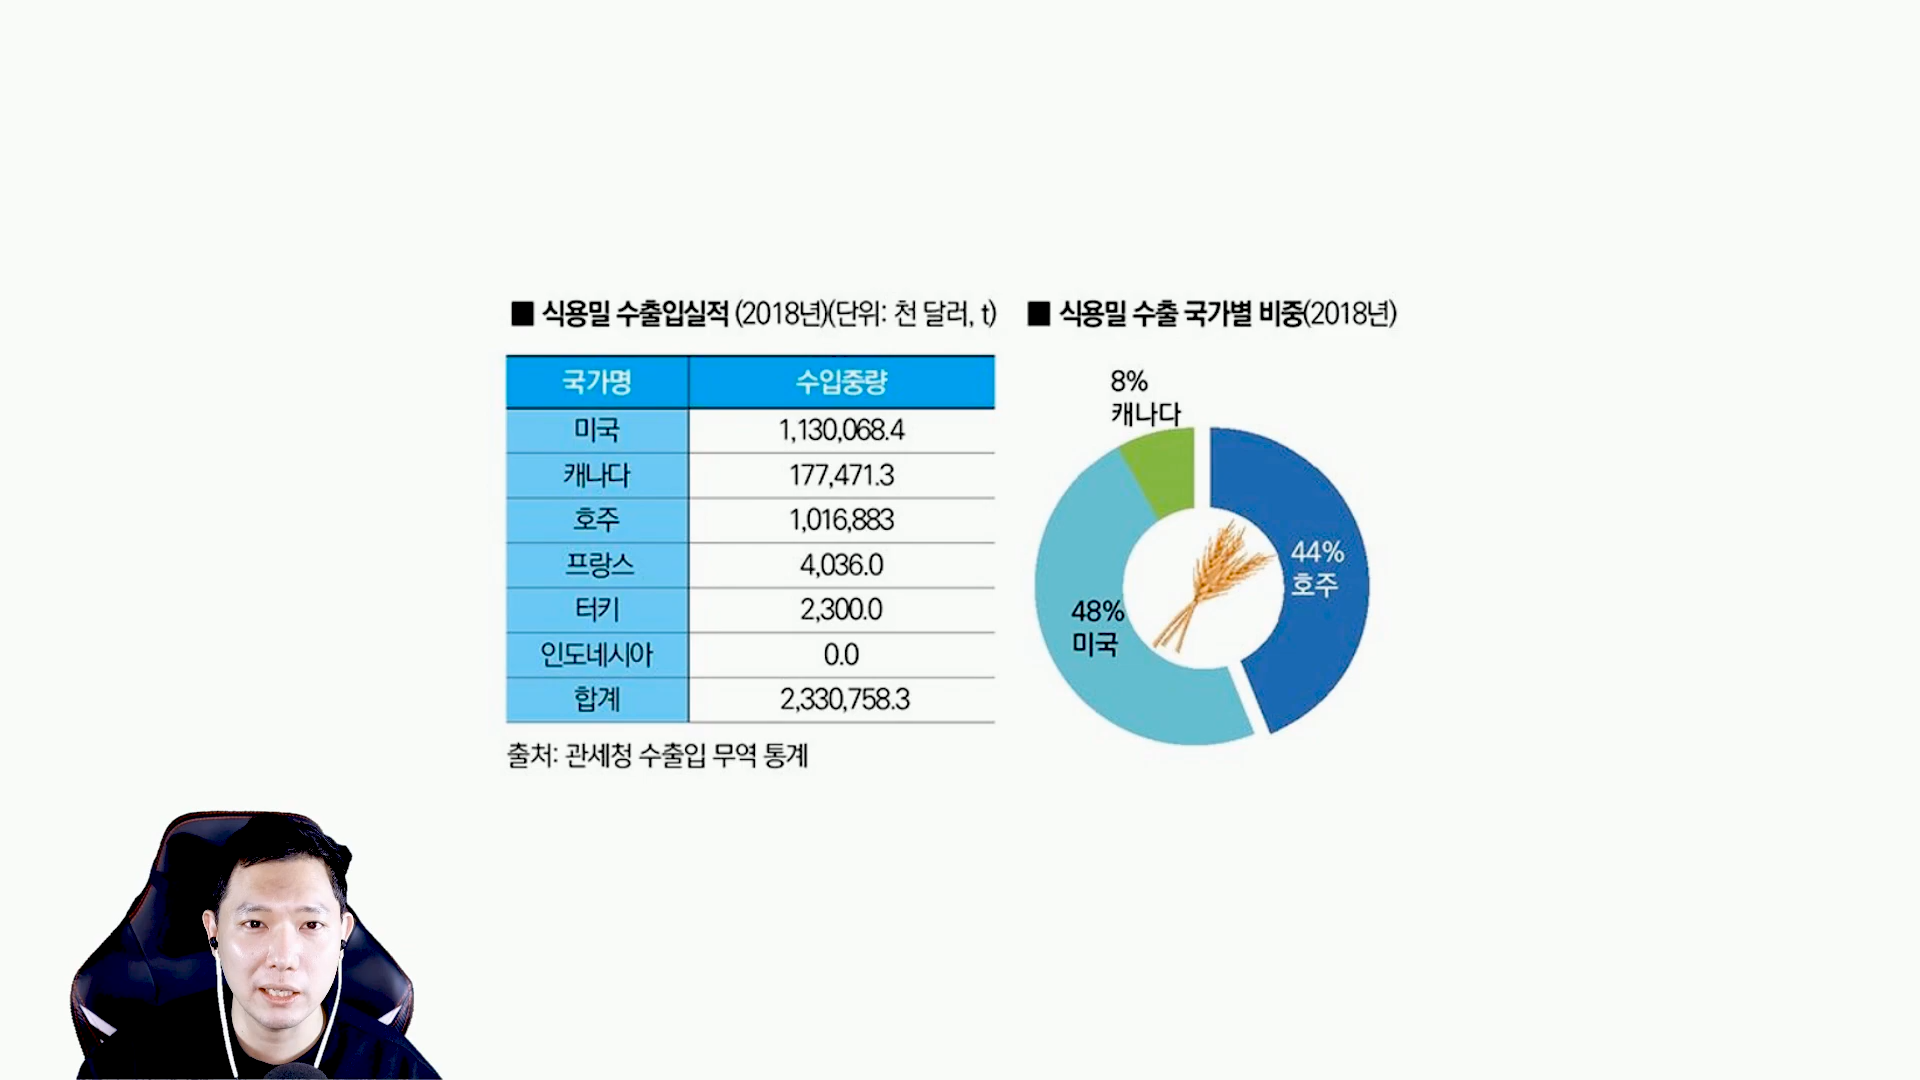 ■ 식용밀 수출입실적 (2018년)(단위: 천 달러, t)
국가명 수입중량
미국 1,130,068.4
캐나다 177,471.3
호주 1,016,883
프랑스 4,036.0
터키 2,300.0
인도네시아 0.0
합계 2,330,758.3
출처: 관세청 수출입 무역 통계
■ 식용밀 수출 국가별 비중(2018년)
8%
캐나다
44%
호주
48%
미국